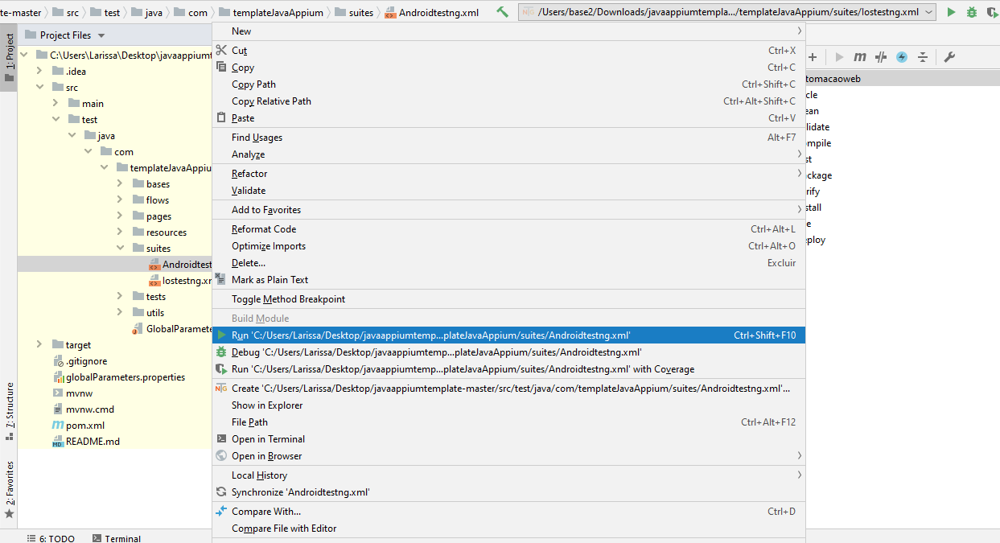 te-master src test java com templateJavaAppium suites Androidtestng.xml /Users/base2/Downloads/javaappiumtempla.../templateJavaAppium/suites/Iostestng.xml
1: Project
Project Files
C:\Users\Larissa\Desktop\javaappiumt
.idea
src
main
test
java
com
templateJavaAppiu
bases
flows
pages
resources
suites
Androidtest
Iostestng.xr
tests
utils
GlobalParamete
target
.gitignore
globalParameters.properties
mvnw
mvnw.cmd
pom.xml
README.md
7: Structure
2: Favorites
6: TODO Terminal
New
Cut Ctrl+X
Copy Ctrl+C
Copy Path Ctrl+Shift+C
Copy Relative Path Ctrl+Alt+Shift+C
Paste Ctrl+V
Find Usages Alt+F7
Analyze
Refactor
Validate
Add to Favorites
Reformat Code Ctrl+Alt+L
Optimize Imports Ctrl+Alt+O
Delete... Excluir
Mark as Plain Text
Toggle Method Breakpoint
Build Module
Run 'C:/Users/Larissa/Desktop/javaappiumtemp...plateJavaAppium/suites/Androidtestng.xml' Ctrl+Shift+F10
Debug 'C:/Users/Larissa/Desktop/javaappiumtemp...plateJavaAppium/suites/Androidtestng.xml'
Run 'C:/Users/Larissa/Desktop/javaappiumtemp...plateJavaAppium/suites/Androidtestng.xml' with Coverage
Create 'C:/Users/Larissa/Desktop/javaappiumtemplate-master/src/test/java/com/templateJavaAppium/suites/Androidtestng.xml'...
Show in Explorer
File Path Ctrl+Alt+F12
Open in Terminal
Open in Browser
Local History
Synchronize 'Androidtestng.xml'
Compare With... Ctrl+D
Compare File with Editor
m
tomacaoweb
cle
ean
lidate
mpile
st
ckage
rify
stall
e
eploy